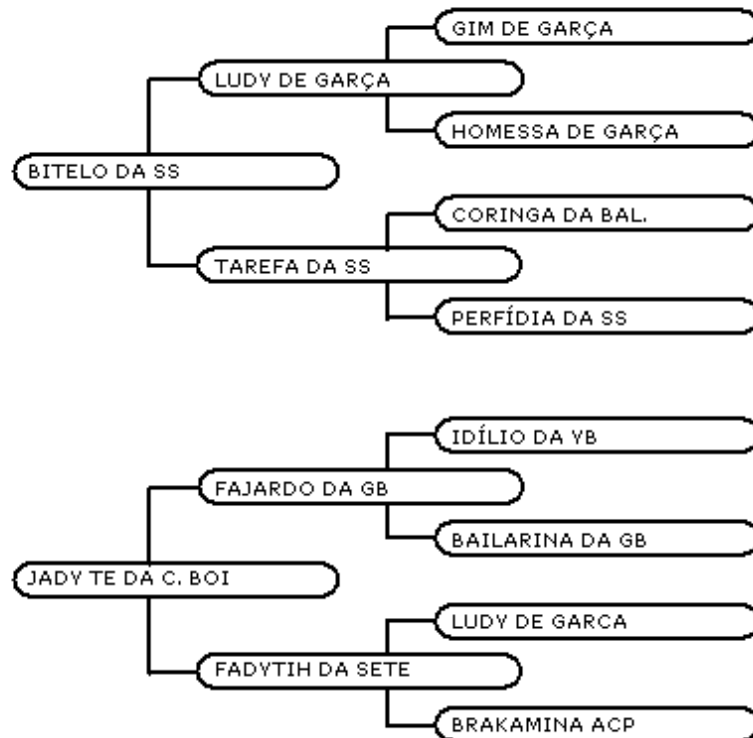 GIM DE GARÇA
LUDY DE GARÇA
HOMESSA DE GARÇA
BITELO DA SS
CORINGA DA BAL.
TAREFA DA SS
PERFÍDIA DA SS
IDÍLIO DA VB
FAJARDO DA GB
BAILARINA DA GB
JADY TE DA C. BOI
LUDY DE GARCA
FADYTIH DA SETE
BRAKAMINA ACP